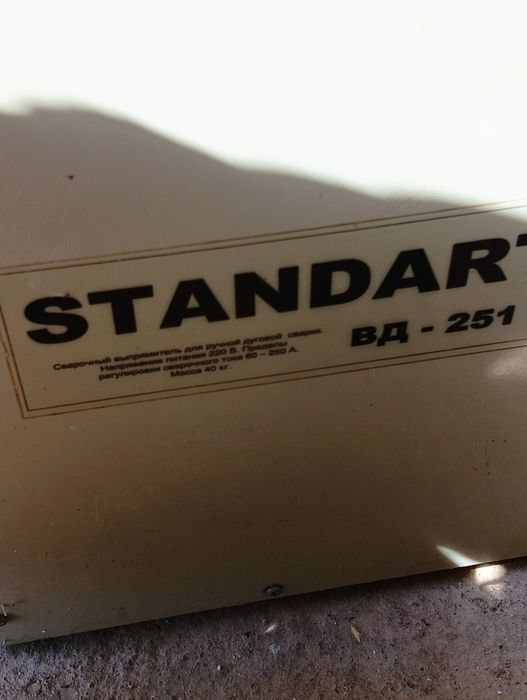 STANDART
Сварочный выпрямитель для ручной дуговой сварки.
Напряжение питания 220 В. Пределы
регулировки сварочного тока 60 – 250 А.
Масса 40 кг.
ВД - 251